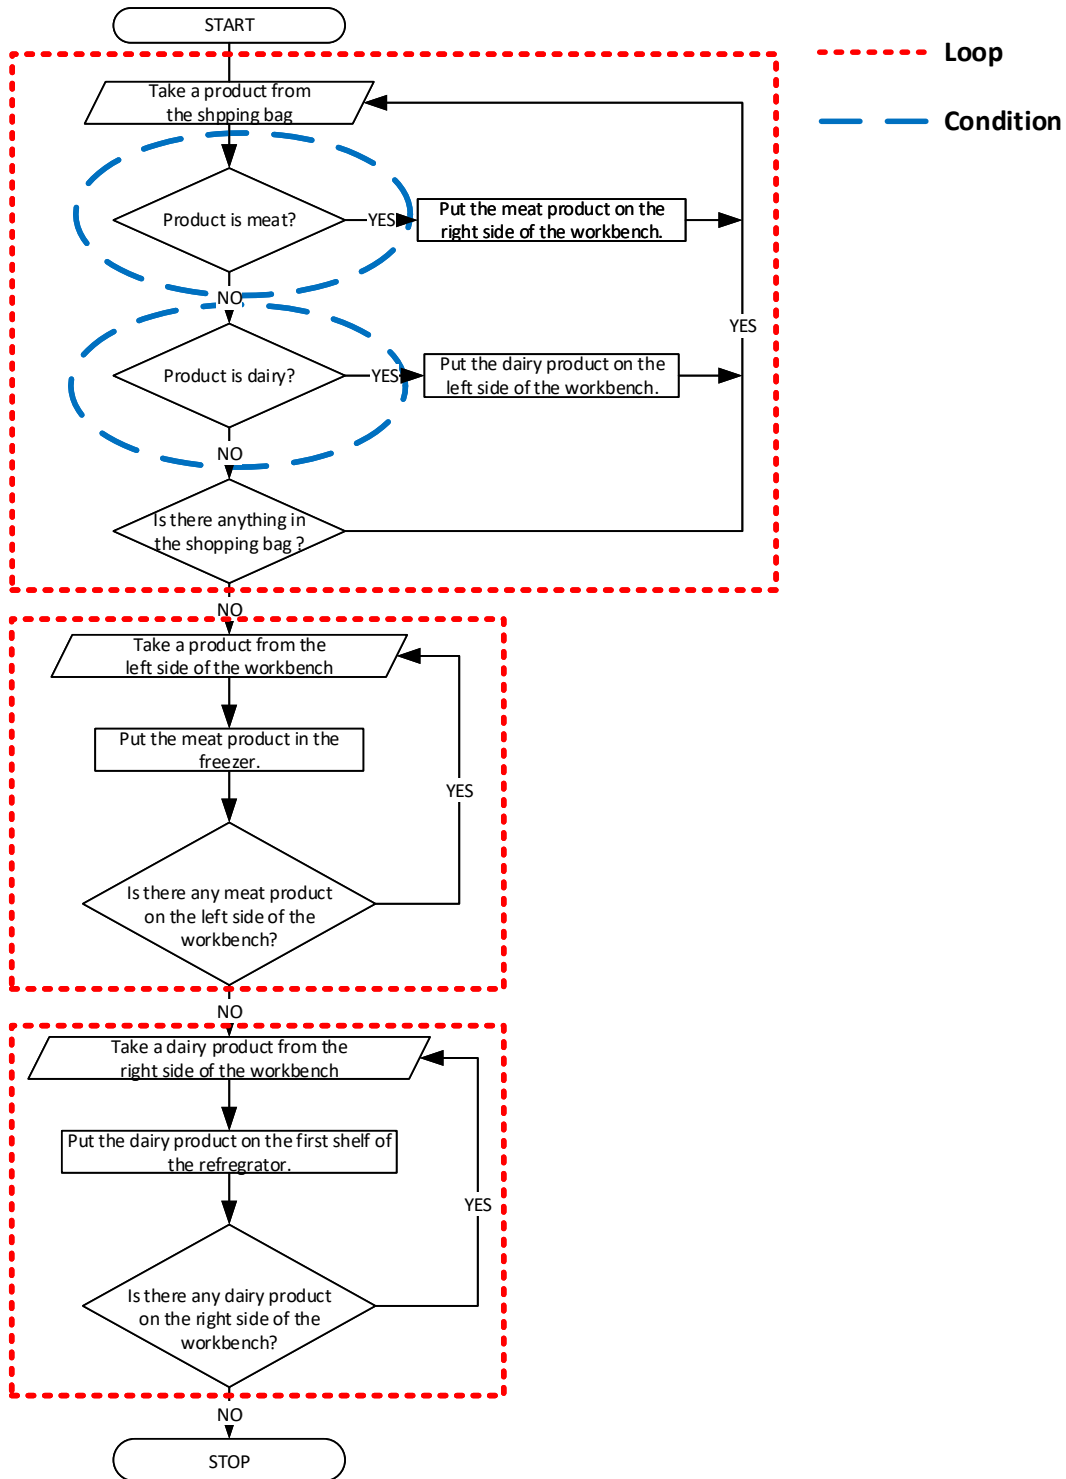 START
Loop
Take a product from
the shpping bag
Condition
Product is meat?
YES
Put the meat product on the
right side of the workbench.
NO
YES
Product is dairy?
YES
Put the dairy product on the
left side of the workbench.
NO
Is there anything in
the shopping bag ?
NO
Take a product from the
left side of the workbench
Put the meat product in the
freezer.
YES
Is there any meat product
on the left side of the
workbench?
NO
Take a dairy product from the
right side of the workbench
Put the dairy product on the first shelf of
the refregrator.
YES
Is there any dairy product
on the right side of the
workbench?
NO
STOP